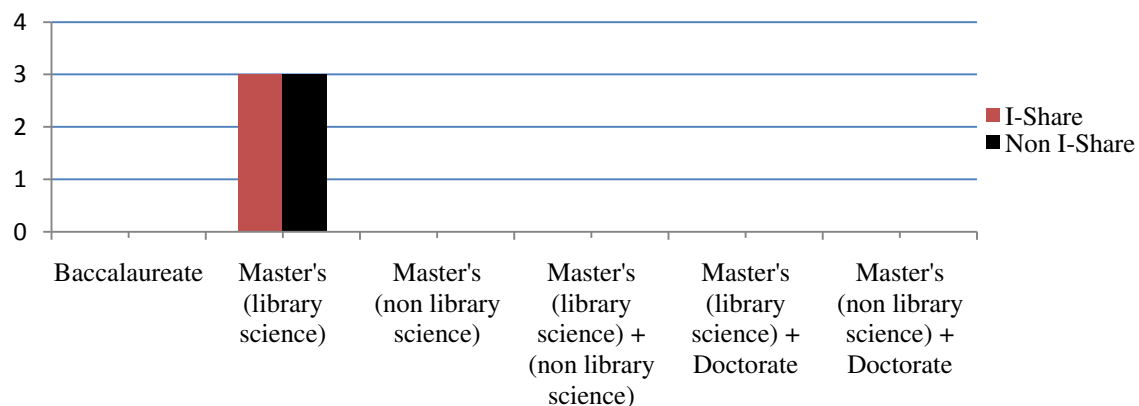 4
3
2
1
0
I-Share
Non I-Share
Baccalaureate
Master's
(library
science)
Master's
(non library
science)
Master's
(library
science) +
(non library
science)
Master's
(library
science) +
Doctorate
Master's
(non library
science) +
Doctorate